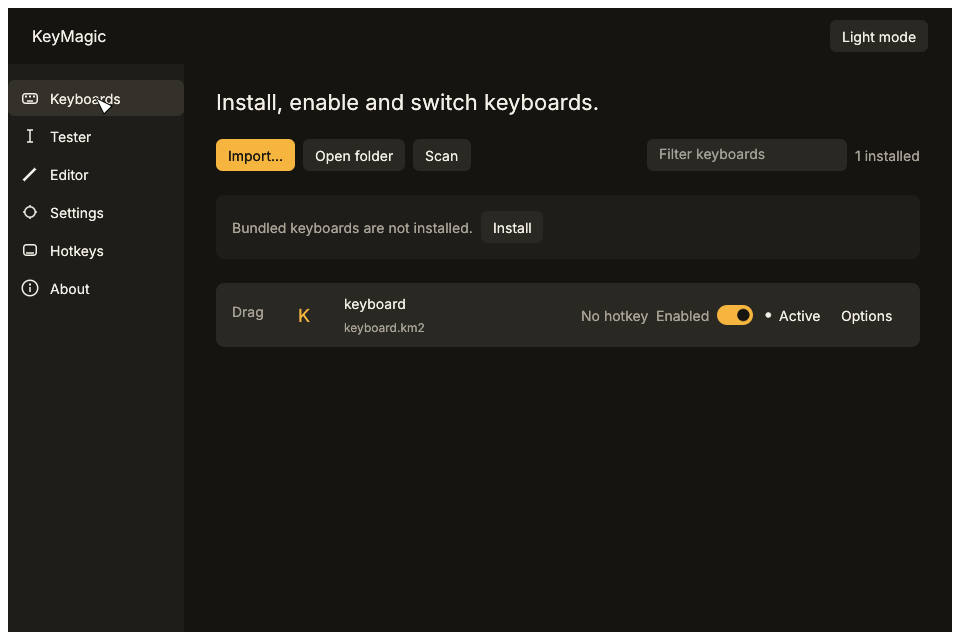 KeyMagic
Light mode
Keyboards
Tester
Editor
Settings
Hotkeys
About
Install, enable and switch keyboards.
Import... Open folder Scan Filter keyboards 1 installed
Bundled keyboards are not installed. Install
Drag K keyboard No hotkey Enabled • Active Options
keyboard.km2